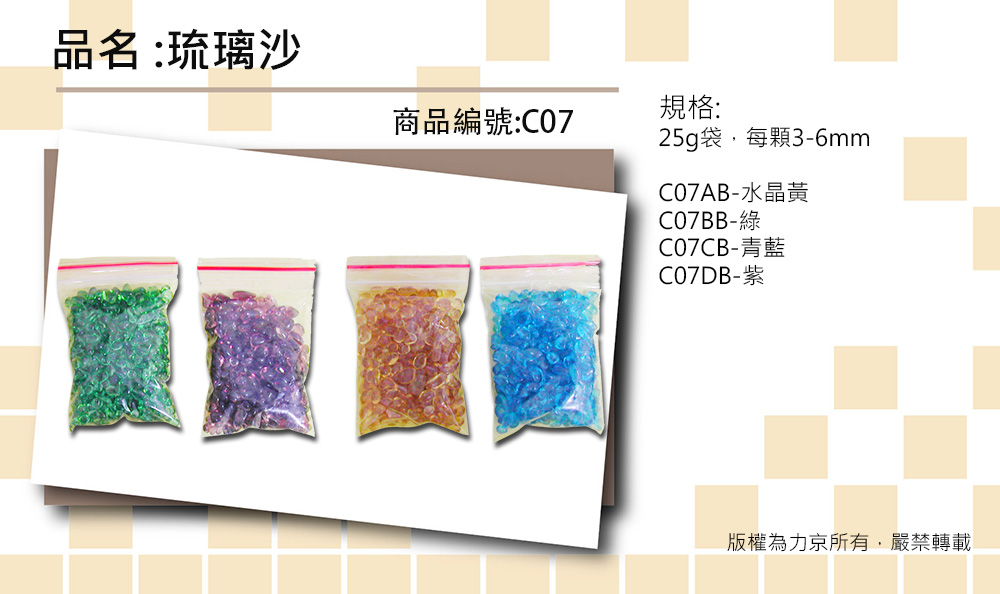 品名 :琉璃沙
商品編號:C07
規格:
25g袋，每顆3-6mm
C07AB-水晶黃
C07BB-綠
C07CB-青藍
C07DB-紫
版權為力京所有，嚴禁轉載